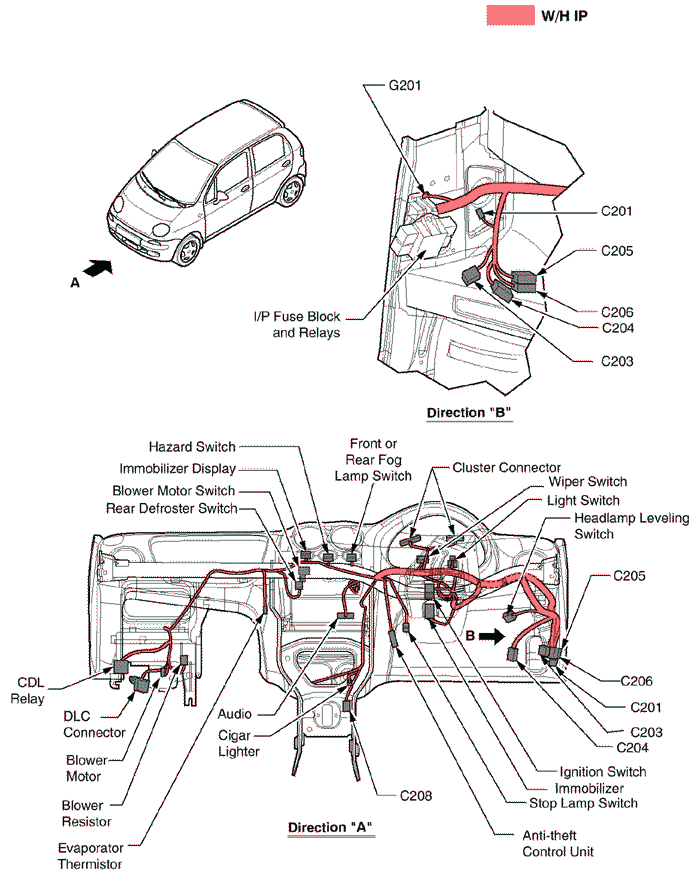 W/H IP
G201
A
C201
C205
C206
C204
C203
I/P Fuse Block
and Relays
Direction "B"
Hazard Switch
Immobilizer Display
Blower Motor Switch
Rear Defroster Switch
Front or
Rear Fog
Lamp Switch
Cluster Connector
Wiper Switch
Light Switch
Headlamp Leveling
Switch
C205
B
C206
C201
C203
C204
CDL
Relay
DLC
Connector
Blower
Motor
Blower
Resistor
Evaporator
Thermistor
Audio
Cigar
Lighter
C208
Direction "A"
Ignition Switch
Immobilizer
Stop Lamp Switch
Anti-theft
Control Unit